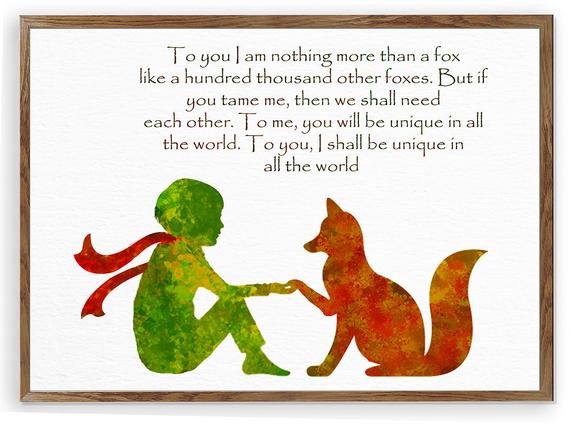 To you I am nothing more than a fox
like a hundred thousand other foxes. But if
you tame me, then we shall need
each other. To me, you will be unique in all
the world. To you, I shall be unique in
all the world